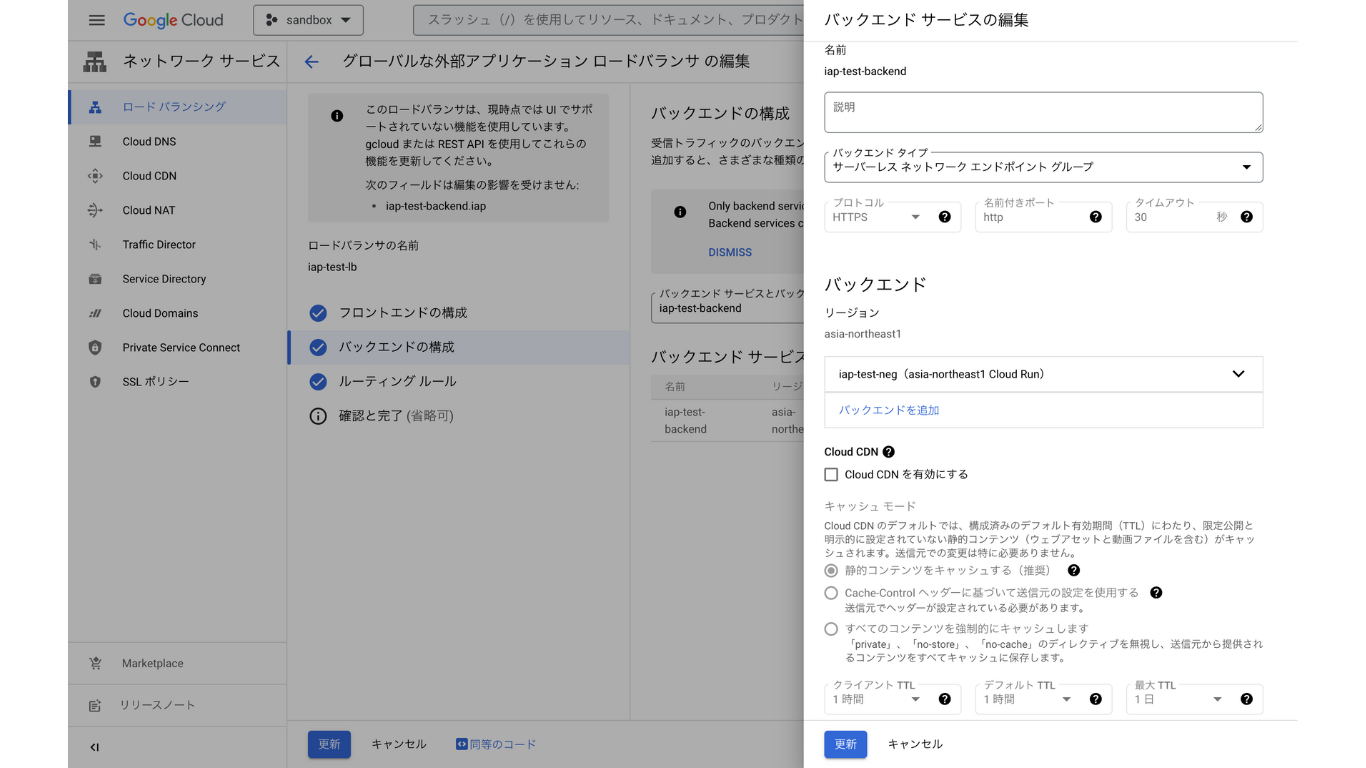 Google Cloud
sandbox
スラッシュ（/）を使用してリソース、ドキュメント、プロダクト
ネットワーク サービス
ロード バランシング
Cloud DNS
Cloud CDN
Cloud NAT
Traffic Director
Service Directory
Cloud Domains
Private Service Connect
SSL ポリシー
Marketplace
リリースノート
グローバルな外部アプリケーション ロードバランサ の編集
このロードバランサは、現時点では UI でサポ
ートされていない機能を使用しています。
gcloud または REST API を使用してこれらの
機能を更新してください。
次のフィールドは編集の影響を受けません:
• iap-test-backend.iap
ロードバランサの名前
iap-test-lb
フロントエンドの構成
バックエンドの構成
ルーティング ルール
確認と完了 (省略可)
更新
キャンセル
同等のコード
バックエンドの構成
受信トラフィックのバックエン
追加すると、さまざまな種類の
Only backend servic
Backend services c
DISMISS
バックエンド サービスとバック
iap-test-backend
バックエンド サービス
名前 リージ
iap-test- asia-
backend northe
バックエンド サービスの編集
名前
iap-test-backend
説明
バックエンド タイプ
サーバーレス ネットワーク エンドポイント グループ
プロトコル
HTTPS
名前付きポート
http
タイムアウト
30 秒
バックエンド
リージョン
asia-northeast1
iap-test-neg（asia-northeast1 Cloud Run）
バックエンドを追加
Cloud CDN
Cloud CDN を有効にする
キャッシュ モード
Cloud CDN のデフォルトでは、構成済みのデフォルト有効期間（TTL）にわたり、限定公開と
明示的に設定されていない静的コンテンツ（ウェブアセットと動画ファイルを含む）がキャッ
シュされます。送信元での変更は特に必要ありません。
静的コンテンツをキャッシュする（推奨）
Cache-Control ヘッダーに基づいて送信元の設定を使用する
送信元でヘッダーが設定されている必要があります。
すべてのコンテンツを強制的にキャッシュします
「private」、「no-store」、「no-cache」のディレクティブを無視し、送信元から提供され
るコンテンツをすべてキャッシュに保存します。
クライアント TTL
1 時間
デフォルト TTL
1 時間
最大 TTL
1 日
更新
キャンセル